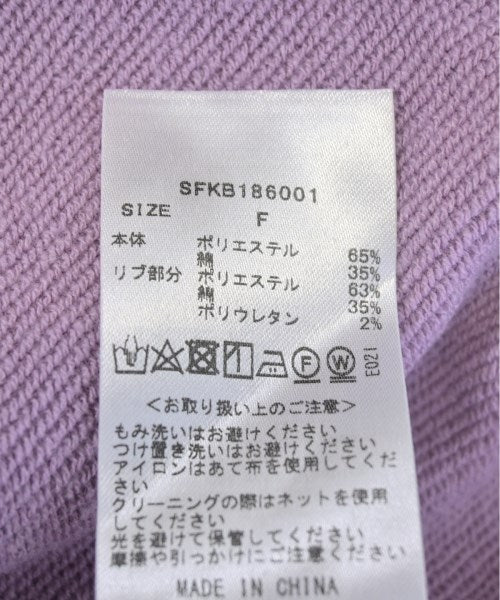 SFKB186001
SIZE F
本体 ポリエステル 65%
綿 35%
リブ部分 ポリエステル 63%
綿 35%
ポリウレタン 2%
F W E021
<お取り扱い上のご注意>
もみ洗いはお避けください
つけ置き洗いはお避けください
アイロンはあて布を使用してくだ
さい
クリーニングの際はネットを使用
してください
光を避けて保管してください
摩擦や引っかけにご注意下さい
MADE IN CHINA